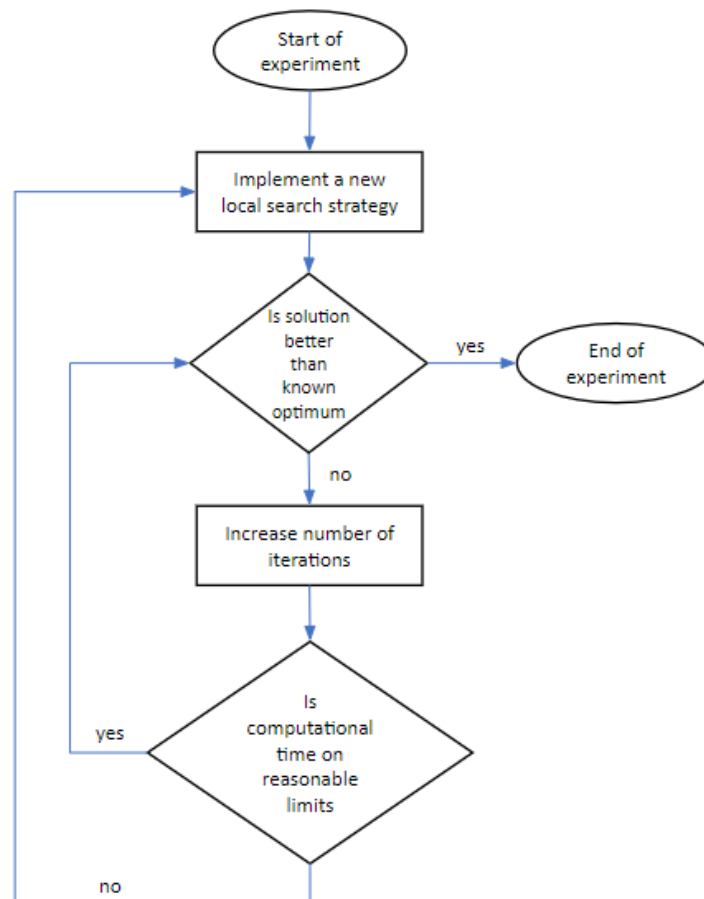 Start of
experiment
Implement a new
local search strategy
Is solution
better
than
known
optimum
yes
End of
experiment
no
Increase number of
iterations
Is
computational
time on
reasonable
limits
yes
no